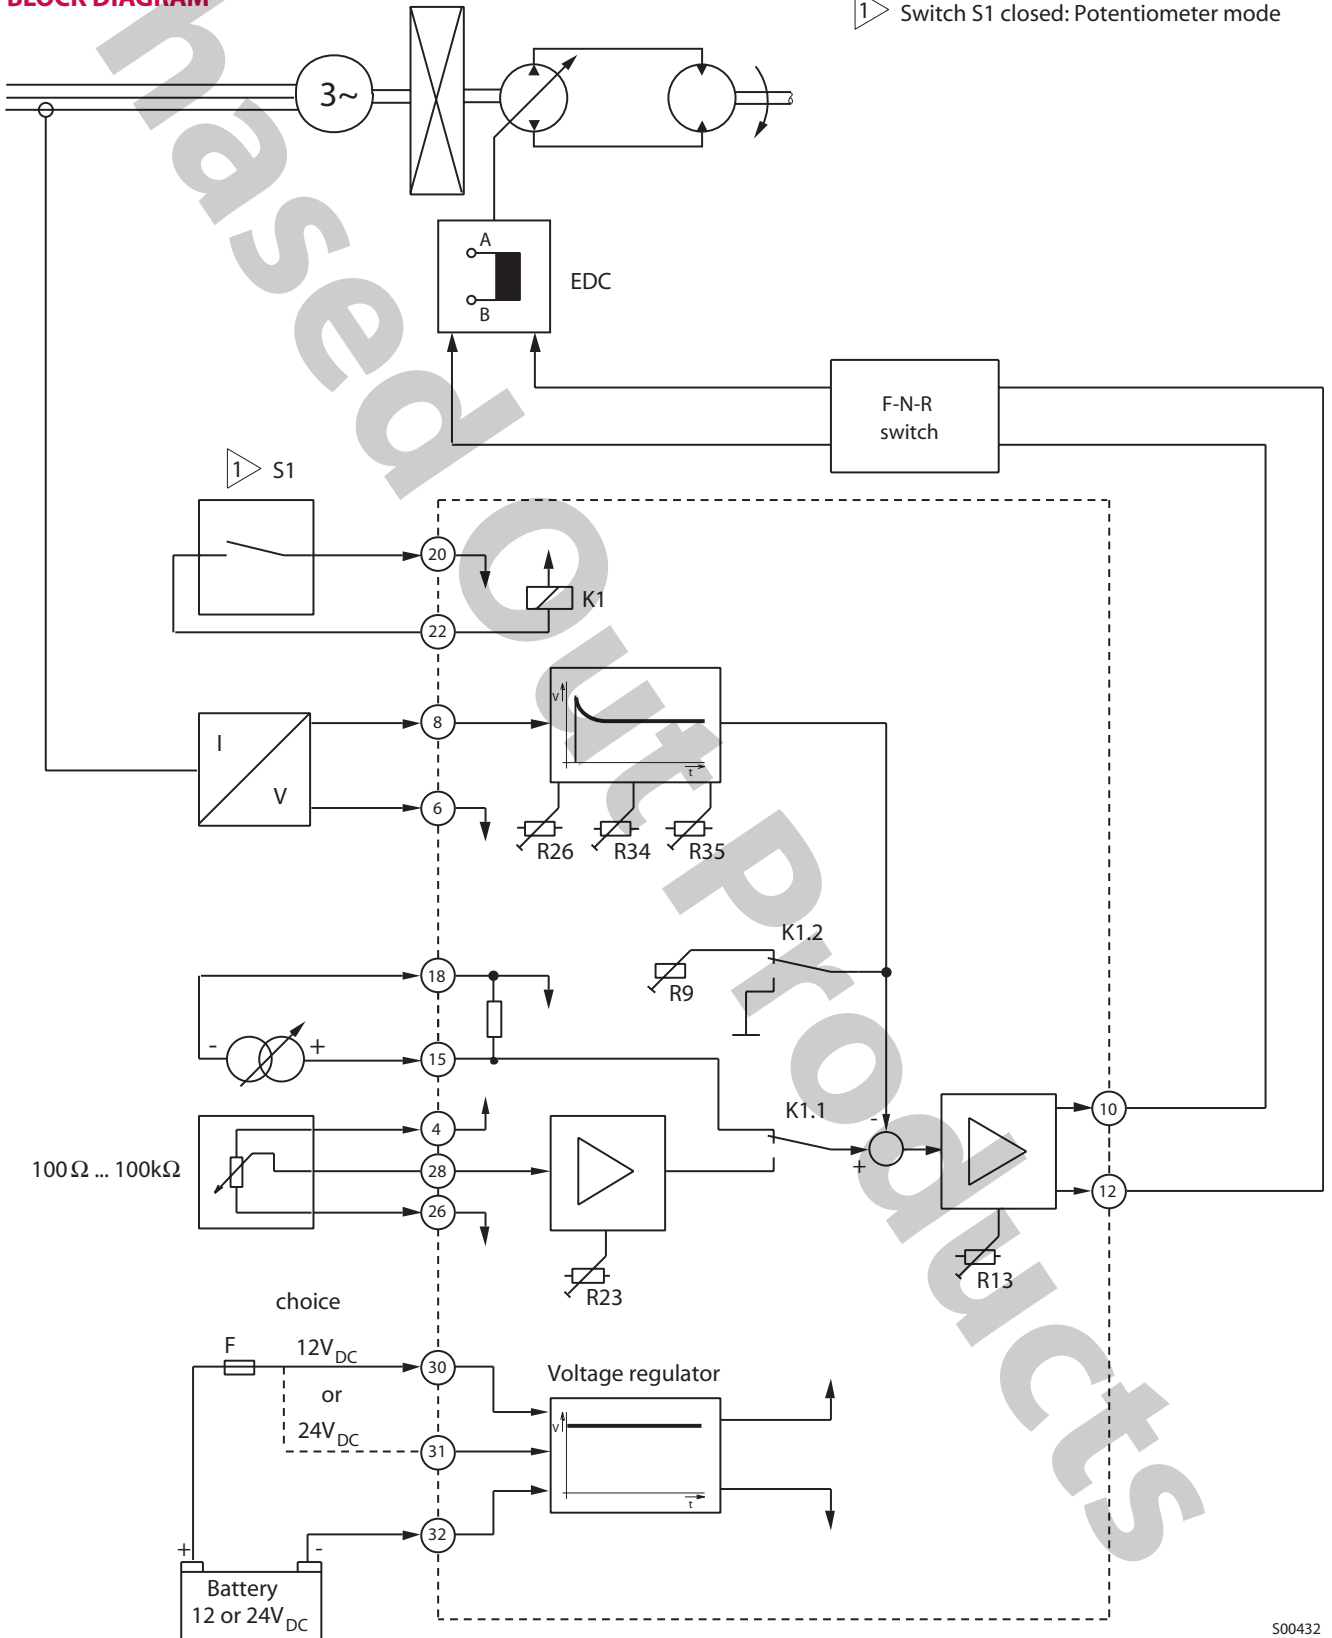 BLOCK DIAGRAM
1 Switch S1 closed: Potentiometer mode
3~
A
B
EDC
F-N-R
switch
1 S1
20
K1
22
I
V
8
6
V
t
R26
R34
R35
K1.2
R9
18
-
+
15
K1.1
-
+
4
28
26
100 Ω ... 100kΩ
10
12
R23
R13
choice
F
12VDC
or
24VDC
30
31
32
Voltage regulator
V
t
+
-
Battery
12 or 24VDC
S00432
Phased Out Products